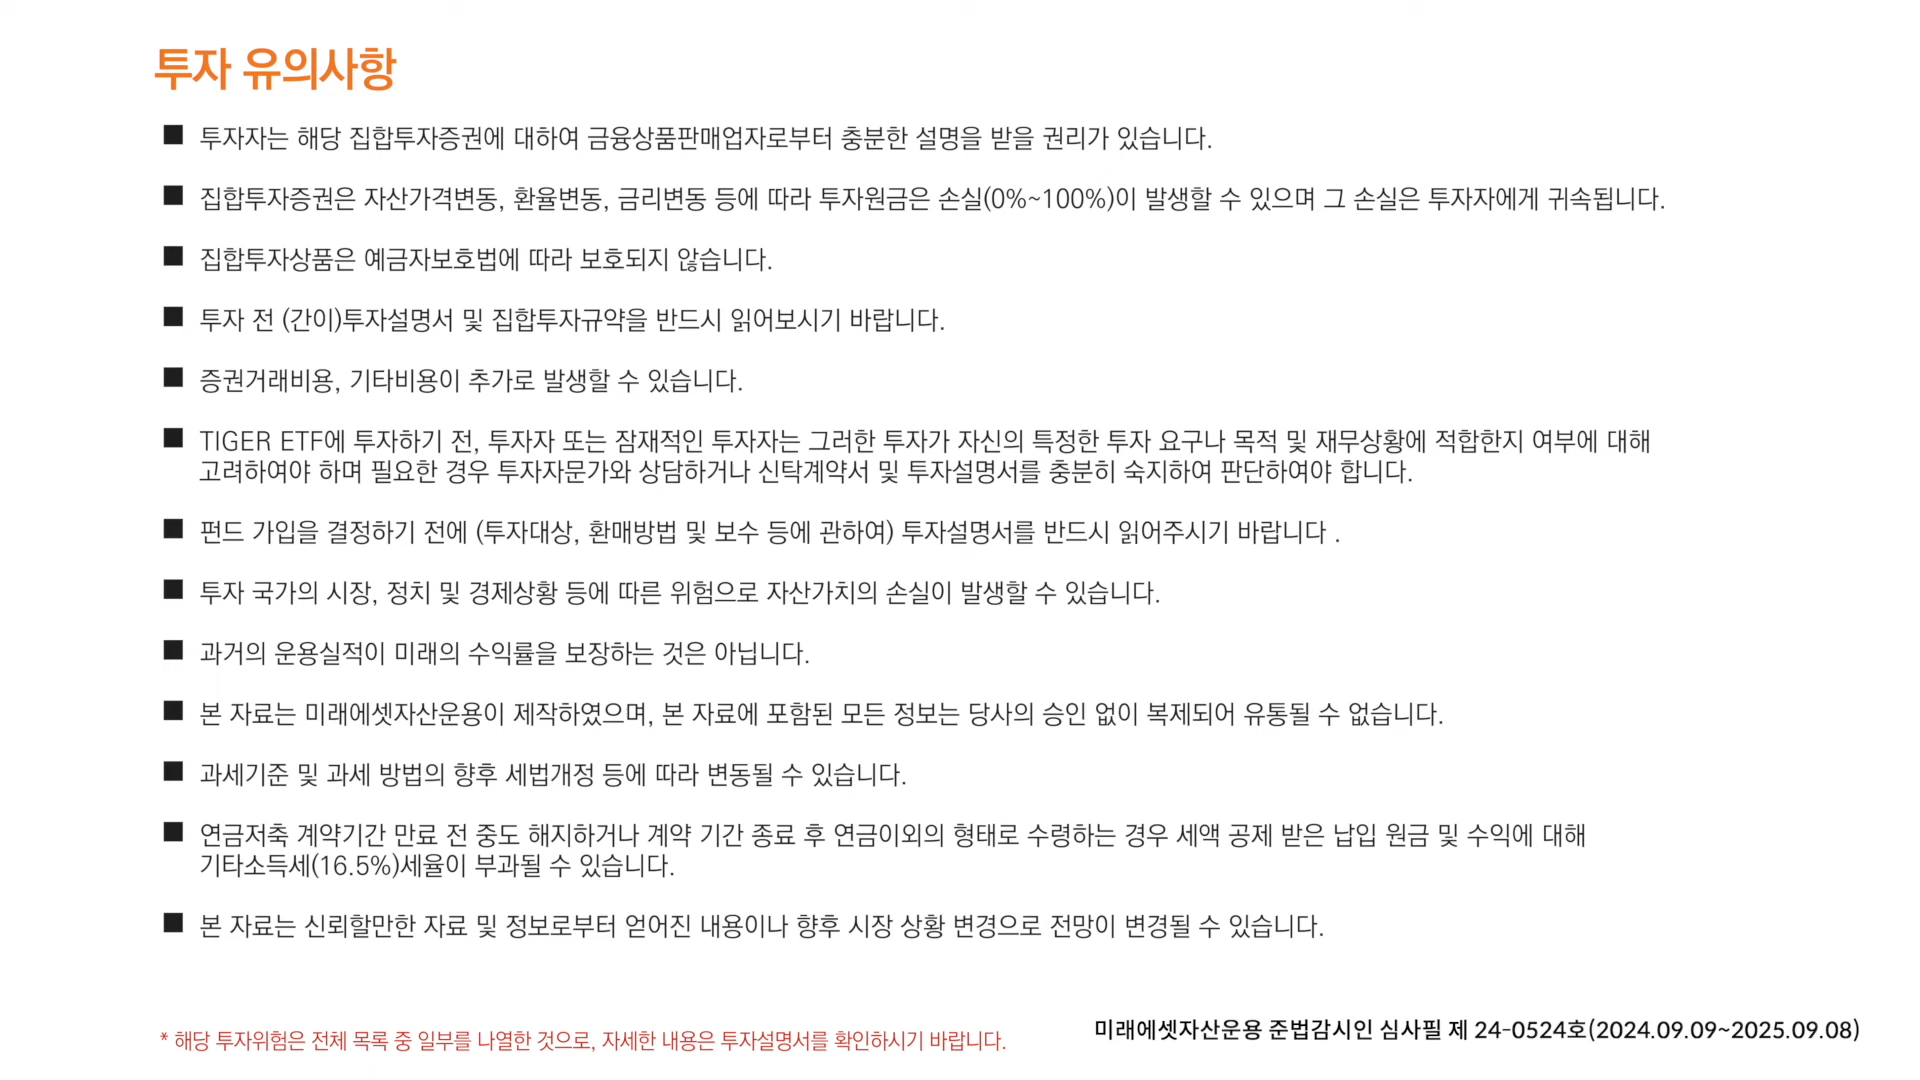 투자 유의사항
■ 투자자는 해당 집합투자증권에 대하여 금융상품판매업자로부터 충분한 설명을 받을 권리가 있습니다.
■ 집합투자증권은 자산가격변동, 환율변동, 금리변동 등에 따라 투자원금은 손실(0%~100%)이 발생할 수 있으며 그 손실은 투자자에게 귀속됩니다.
■ 집합투자상품은 예금자보호법에 따라 보호되지 않습니다.
■ 투자 전 (간이)투자설명서 및 집합투자규약을 반드시 읽어보시기 바랍니다.
■ 증권거래비용, 기타비용이 추가로 발생할 수 있습니다.
■ TIGER ETF에 투자하기 전, 투자자 또는 잠재적인 투자자는 그러한 투자가 자신의 특정한 투자 요구나 목적 및 재무상황에 적합한지 여부에 대해
고려하여야 하며 필요한 경우 투자자문가와 상담하거나 신탁계약서 및 투자설명서를 충분히 숙지하여 판단하여야 합니다.
■ 펀드 가입을 결정하기 전에 (투자대상, 환매방법 및 보수 등에 관하여) 투자설명서를 반드시 읽어주시기 바랍니다 .
■ 투자 국가의 시장, 정치 및 경제상황 등에 따른 위험으로 자산가치의 손실이 발생할 수 있습니다.
■ 과거의 운용실적이 미래의 수익률을 보장하는 것은 아닙니다.
■ 본 자료는 미래에셋자산운용이 제작하였으며, 본 자료에 포함된 모든 정보는 당사의 승인 없이 복제되어 유통될 수 없습니다.
■ 과세기준 및 과세 방법의 향후 세법개정 등에 따라 변동될 수 있습니다.
■ 연금저축 계약기간 만료 전 중도 해지하거나 계약 기간 종료 후 연금이외의 형태로 수령하는 경우 세액 공제 받은 납입 원금 및 수익에 대해
기타소득세(16.5%)세율이 부과될 수 있습니다.
■ 본 자료는 신뢰할만한 자료 및 정보로부터 얻어진 내용이나 향후 시장 상황 변경으로 전망이 변경될 수 있습니다.
* 해당 투자위험은 전체 목록 중 일부를 나열한 것으로, 자세한 내용은 투자설명서를 확인하시기 바랍니다.
미래에셋자산운용 준법감시인 심사필 제 24-0524호(2024.09.09~2025.09.08)